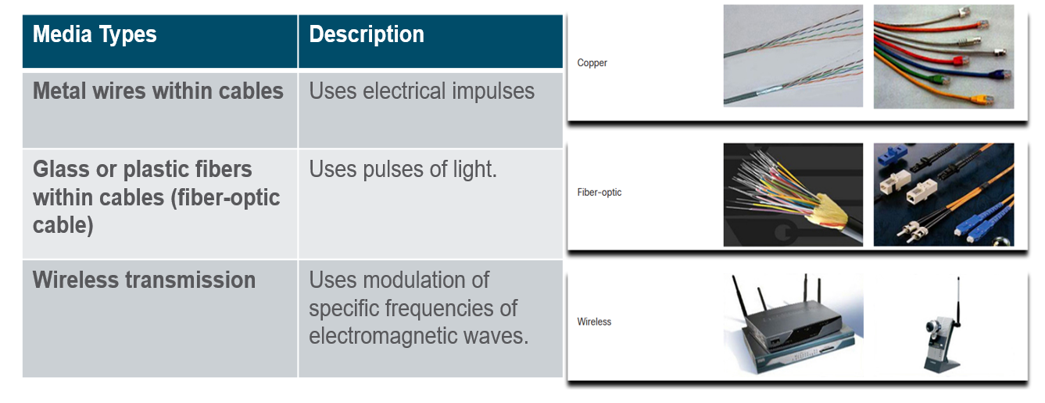 Media Types
Description
Metal wires within cables
Uses electrical impulses
Glass or plastic fibers
within cables (fiber-optic
cable)
Uses pulses of light.
Wireless transmission
Uses modulation of
specific frequencies of
electromagnetic waves.
Copper
Fiber-optic
Wireless